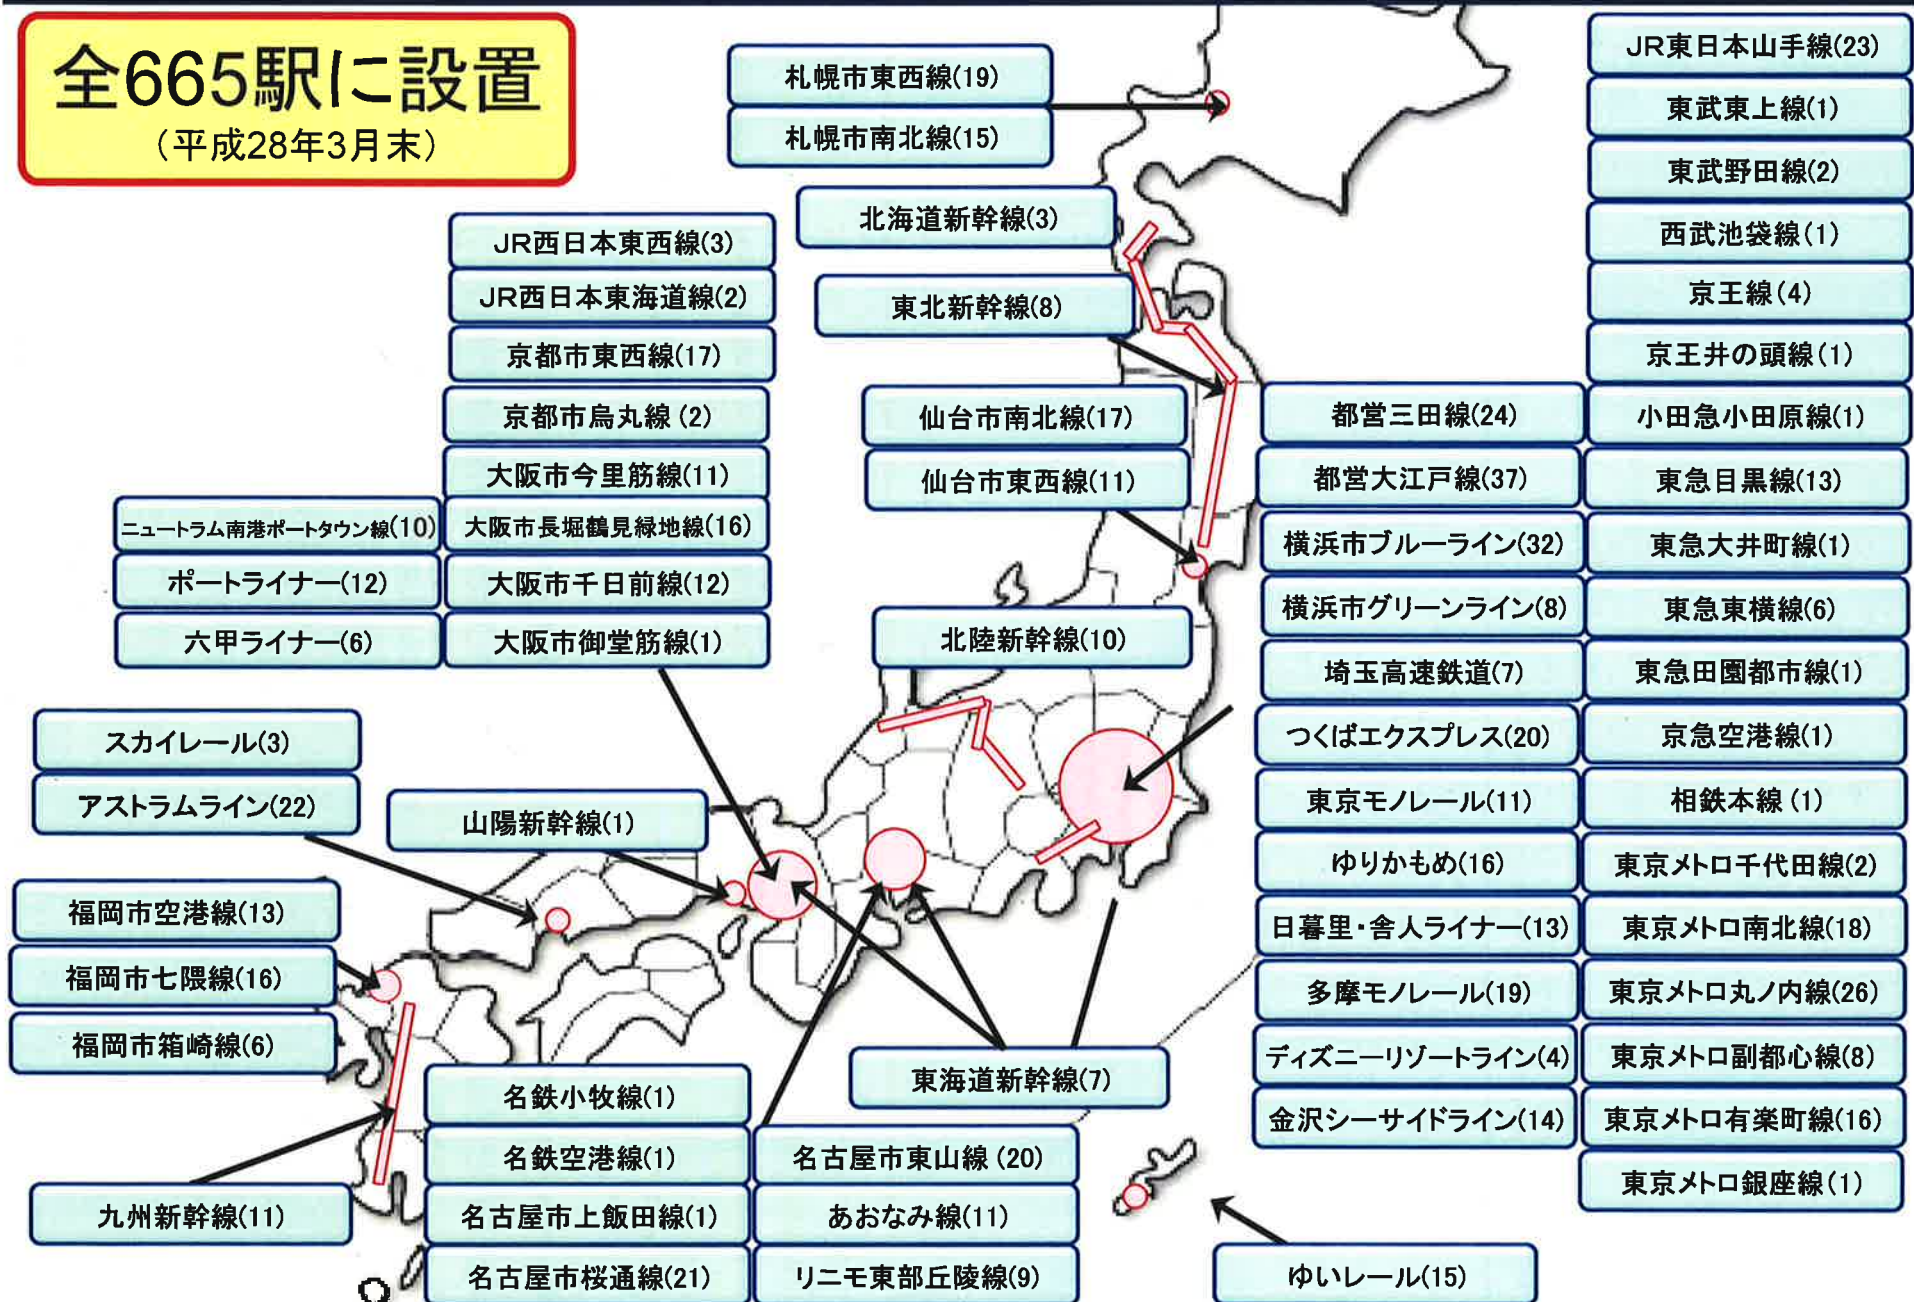 全665駅に設置
(平成28年3月末)
札幌市東西線(19)
札幌市南北線(15)
北海道新幹線(3)
東北新幹線(8)
仙台市南北線(17)
仙台市東西線(11)
北陸新幹線(10)
JR西日本東西線(3)
JR西日本東海道線(2)
京都市東西線(17)
京都市烏丸線(2)
大阪市今里筋線(11)
大阪市長堀鶴見緑地線(16)
大阪市千日前線(12)
大阪市御堂筋線(1)
ニュートラム南港ポートタウン線(10)
ポートライナー(12)
六甲ライナー(6)
スカイレール(3)
アストラムライン(22)
山陽新幹線(1)
福岡市空港線(13)
福岡市七隈線(16)
福岡市箱崎線(6)
九州新幹線(11)
名鉄小牧線(1)
名鉄空港線(1)
名古屋市上飯田線(1)
名古屋市桜通線(21)
名古屋市東山線(20)
あおなみ線(11)
リニモ東部丘陵線(9)
東海道新幹線(7)
ゆいレール(15)
都営三田線(24)
都営大江戸線(37)
横浜市ブルーライン(32)
横浜市グリーンライン(8)
埼玉高速鉄道(7)
つくばエクスプレス(20)
東京モノレール(11)
ゆりかもめ(16)
日暮里・舎人ライナー(13)
多摩モノレール(19)
ディズニーリゾートライン(4)
金沢シーサイドライン(14)
JR東日本山手線(23)
東武東上線(1)
東武野田線(2)
西武池袋線(1)
京王線(4)
京王井の頭線(1)
小田急小田原線(1)
東急目黒線(13)
東急大井町線(1)
東急東横線(6)
東急田園都市線(1)
京急空港線(1)
相鉄本線(1)
東京メトロ千代田線(2)
東京メトロ南北線(18)
東京メトロ丸ノ内線(26)
東京メトロ副都心線(8)
東京メトロ有楽町線(16)
東京メトロ銀座線(1)